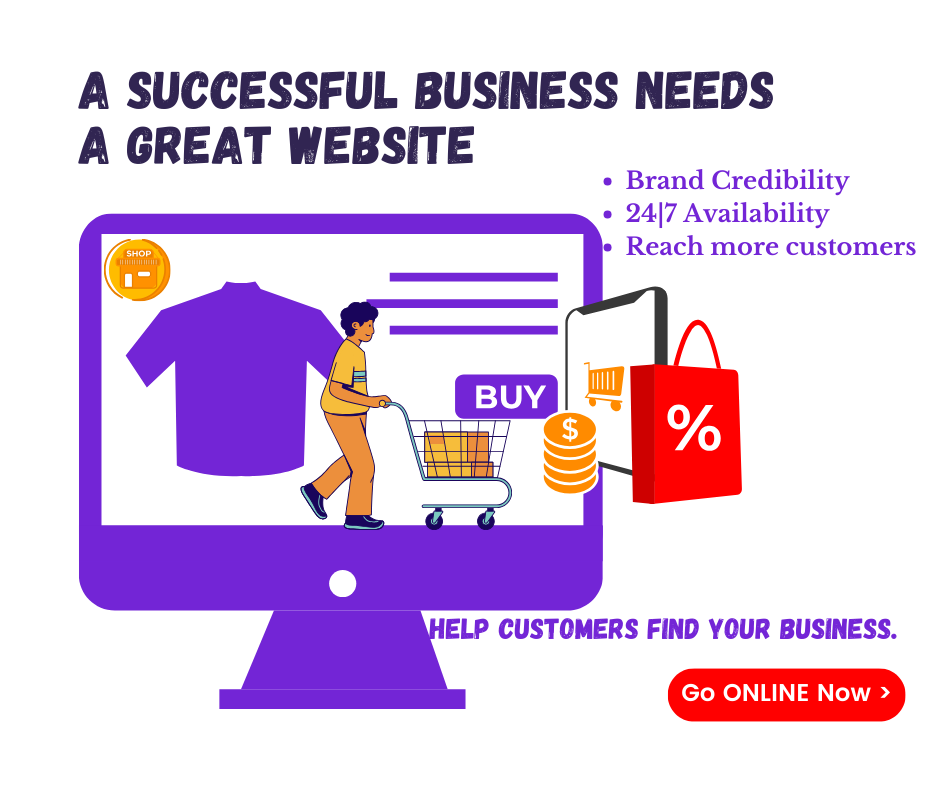 A SUCCESSFUL BUSINESS NEEDS
A GREAT WEBSITE
• Brand Credibility
• 24|7 Availability
• Reach more customers
SHOP
BUY
$
%
HELP CUSTOMERS FIND YOUR BUSINESS.
Go ONLINE Now >